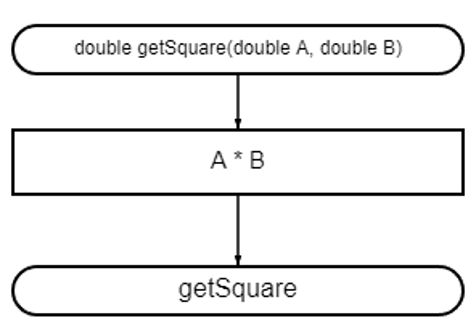 double getSquare(double A, double B)
A * B
getSquare